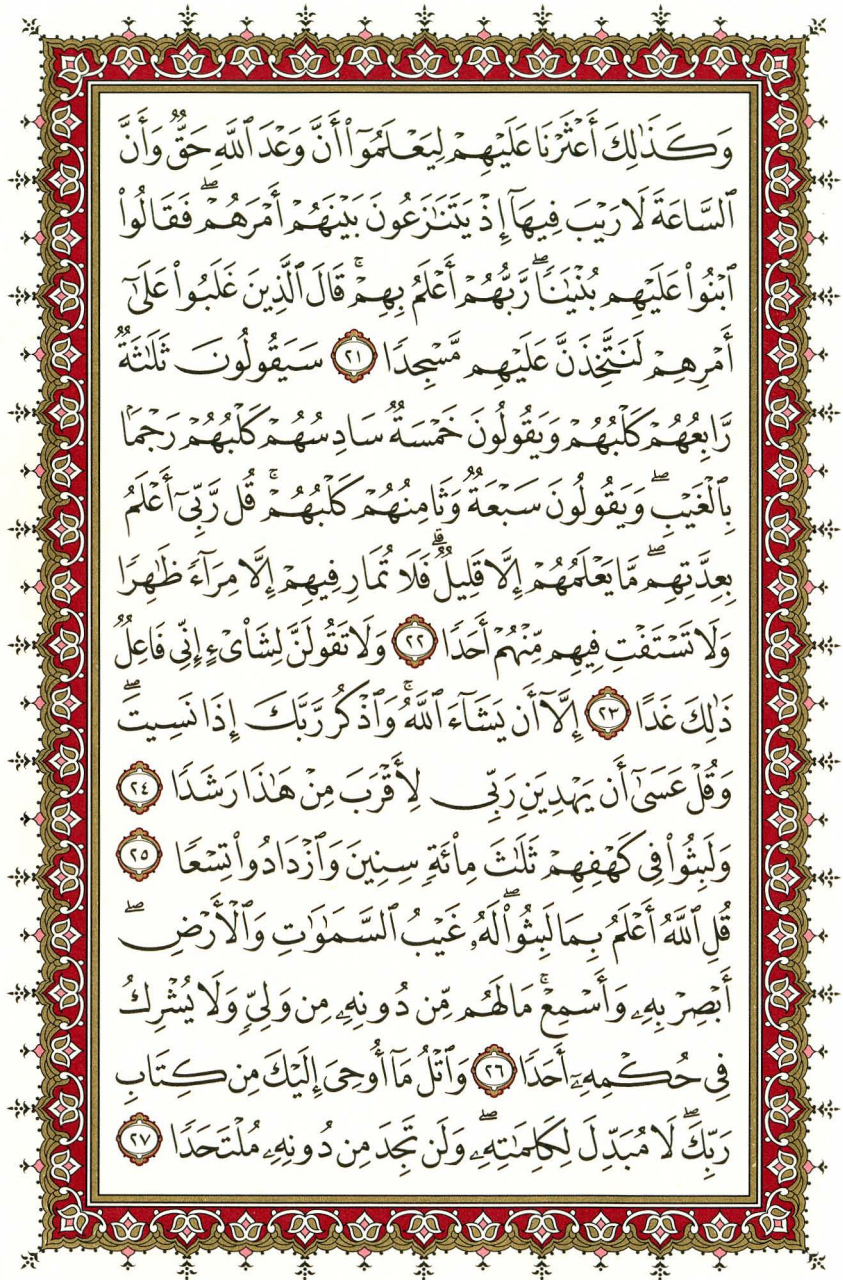 وَكَذَٰلِكَ أَعْثَرْنَا عَلَيْهِمْ لِيَعْلَمُوٓا۟ أَنَّ وَعْدَ ٱللَّهِ حَقٌّ وَأَنَّ
ٱلسَّاعَةَ لَا رَيْبَ فِيهَآ إِذْ يَتَنَٰزَعُونَ بَيْنَهُمْ أَمْرَهُمْ ۖ فَقَالُوا۟
ٱبْنُوا۟ عَلَيْهِم بُنْيَٰنًا ۖ رَّبُّهُمْ أَعْلَمُ بِهِمْ ۚ قَالَ ٱلَّذِينَ غَلَبُوا۟ عَلَىٰٓ
أَمْرِهِمْ لَنَتَّخِذَنَّ عَلَيْهِم مَّسْجِدًا ٢١ سَيَقُولُونَ ثَلَٰثَةٌ
رَّابِعُهُمْ كَلْبُهُمْ وَيَقُولُونَ خَمْسَةٌ سَادِسُهُمْ كَلْبُهُمْ رَجْمًۢا
بِٱلْغَيْبِ ۖ وَيَقُولُونَ سَبْعَةٌ وَثَامِنُهُمْ كَلْبُهُمْ ۚ قُل رَّبِّىٓ أَعْلَمُ
بِعِدَّتِهِم ۖ مَّا يَعْلَمُهُمْ إِلَّا قَلِيلٌ ۗ فَلَا تُمَارِ فِيهِمْ إِلَّا مِرَآءً ظَٰهِرًا
وَلَا تَسْتَفْتِ فِيهِم مِّنْهُمْ أَحَدًا ٢٢ وَلَا تَقُولَنَّ لِشَا۟ىْءٍ إِنِّى فَاعِلٌ
ذَٰلِكَ غَدًا ٢٣ إِلَّآ أَن يَشَآءَ ٱللَّهُ ۚ وَٱذْكُر رَّبَّكَ إِذَا نَسِيتَ ۖ
وَقُلْ عَسَىٰٓ أَن يَهْدِيَنِ رَبِّى لِأَقْرَبَ مِنْ هَٰذَا رَشَدًا ٢٤
وَلَبِثُوا۟ فِى كَهْفِهِمْ ثَلَٰثَ مِا۟ئَةٍ سِنِينَ وَٱزْدَادُوا۟ تِسْعًا ٢٥
قُلِ ٱللَّهُ أَعْلَمُ بِمَا لَبِثُوا۟ ۖ لَهُۥ غَيْبُ ٱلسَّمَٰوَٰتِ وَٱلْأَرْضِ ۖ
أَبْصِرْ بِهِۦ وَأَسْمِعْ ۚ مَا لَهُم مِّن دُونِهِۦ مِن وَلِىٍّ وَلَا يُشْرِكُ
فِى حُكْمِهِۦٓ أَحَدًا ٢٦ وَٱتْلُ مَآ أُوحِىَ إِلَيْكَ مِن كِتَابِ
رَبِّكَ ۖ لَا مُبَدِّلَ لِكَلِمَٰتِهِۦ ۖ وَلَن تَجِدَ مِن دُونِهِۦ مُلْتَحَدًا ٢٧